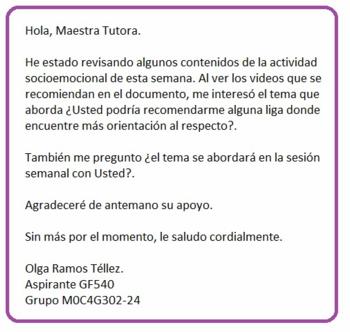 Hola, Maestra Tutora.
He estado revisando algunos contenidos de la actividad
socioemocional de esta semana. Al ver los videos que se
recomiendan en el documento, me interesó el tema que
aborda ¿Usted podría recomendarme alguna liga donde
encuentre más orientación al respecto?.
También me pregunto ¿el tema se abordará en la sesión
semanal con Usted?.
Agradeceré de antemano su apoyo.
Sin más por el momento, le saludo cordialmente.
Olga Ramos Téllez.
Aspirante GF540
Grupo M0C4G302-24